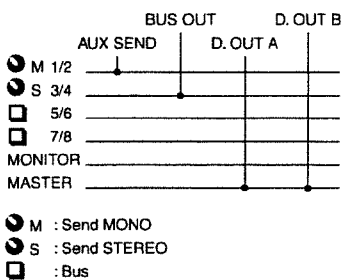 BUS OUT D. OUT B
AUX SEND D. OUT A
M 1/2
S 3/4
5/6
7/8
MONITOR
MASTER
M : Send MONO
S : Send STEREO
: Bus